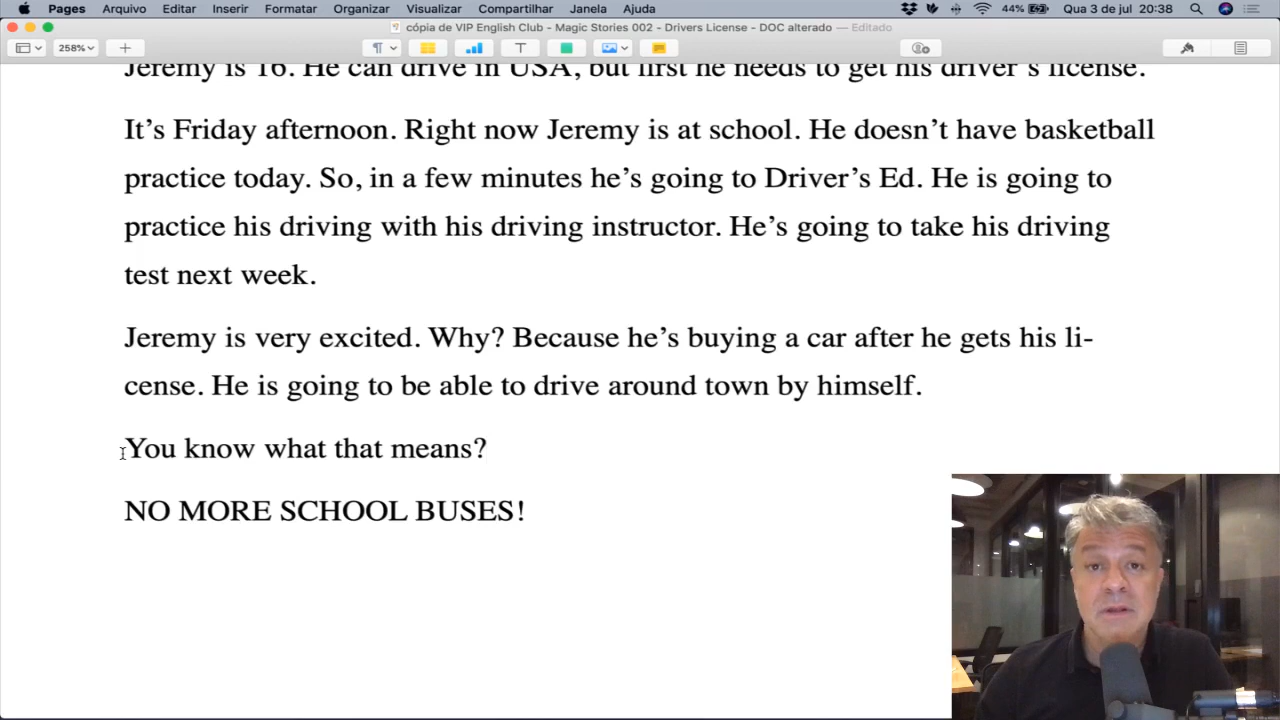 Pages Arquivo Editar Inserir Formatar Organizar Visualizar Compartilhar Janela Ajuda 44% Qua 3 de jul 20:38
cópia de VIP English Club - Magic Stories 002 - Drivers License - DOC alterado — Editado
258%
Jeremy is 16. He can drive in USA, but first he needs to get his driver’s license.
It’s Friday afternoon. Right now Jeremy is at school. He doesn’t have basketball
practice today. So, in a few minutes he’s going to Driver’s Ed. He is going to
practice his driving with his driving instructor. He’s going to take his driving
test next week.
Jeremy is very excited. Why? Because he’s buying a car after he gets his li-
cense. He is going to be able to drive around town by himself.
You know what that means?
NO MORE SCHOOL BUSES!